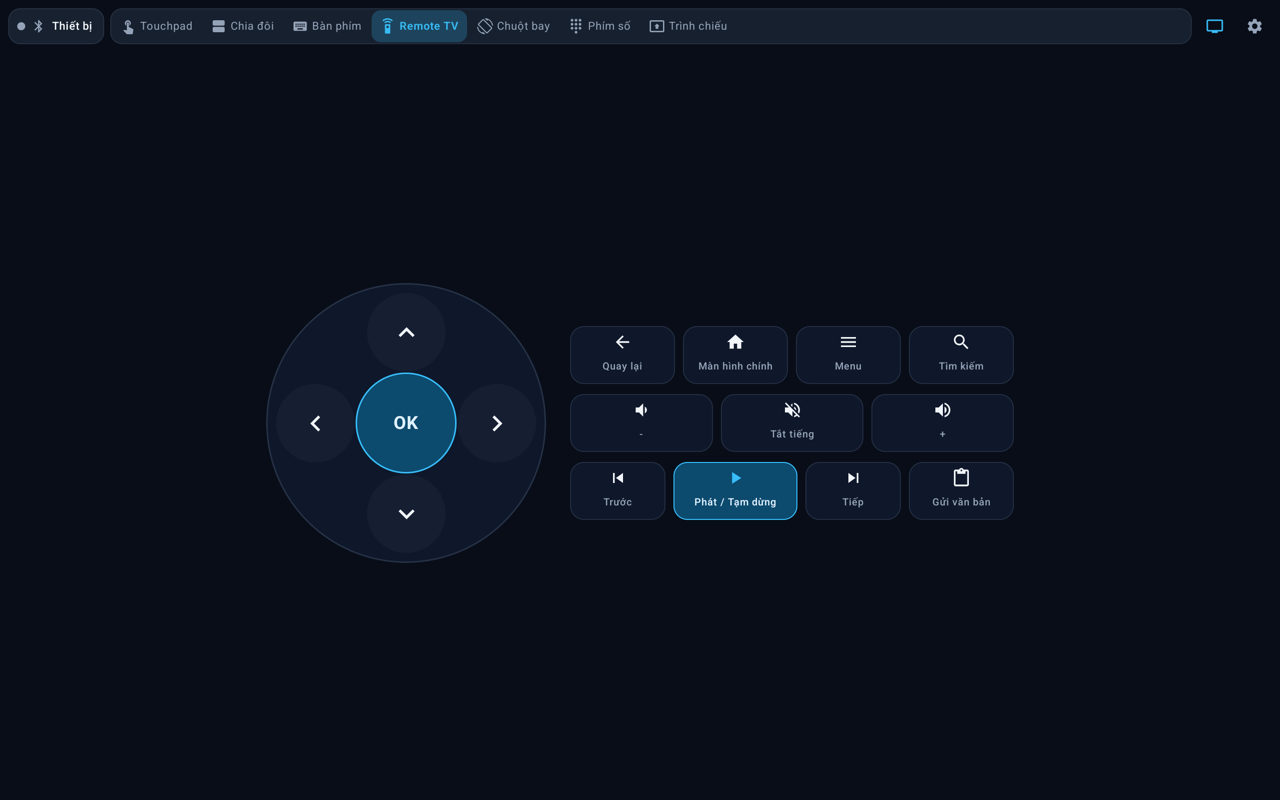 Thiết bị
Touchpad
Chia đôi
Bàn phím
Remote TV
Chuột bay
Phím số
Trình chiếu
OK
Quay lại
Màn hình chính
Menu
Tìm kiếm
-
Tắt tiếng
+
Trước
Phát / Tạm dừng
Tiếp
Gửi văn bản